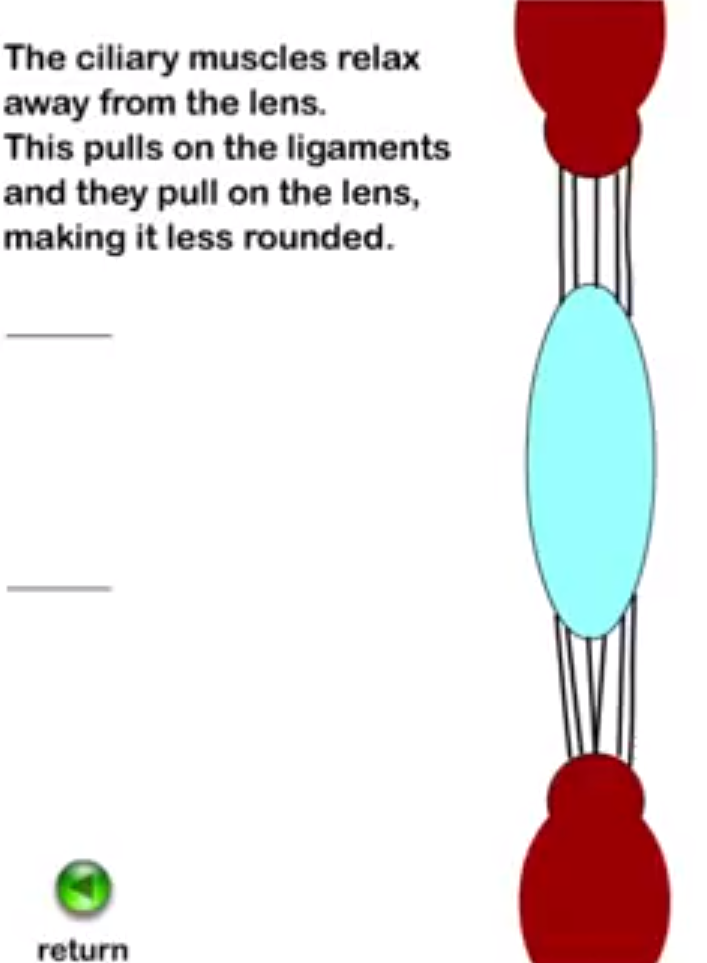 The ciliary muscles relax
away from the lens.
This pulls on the ligaments
and they pull on the lens,
making it less rounded.
return